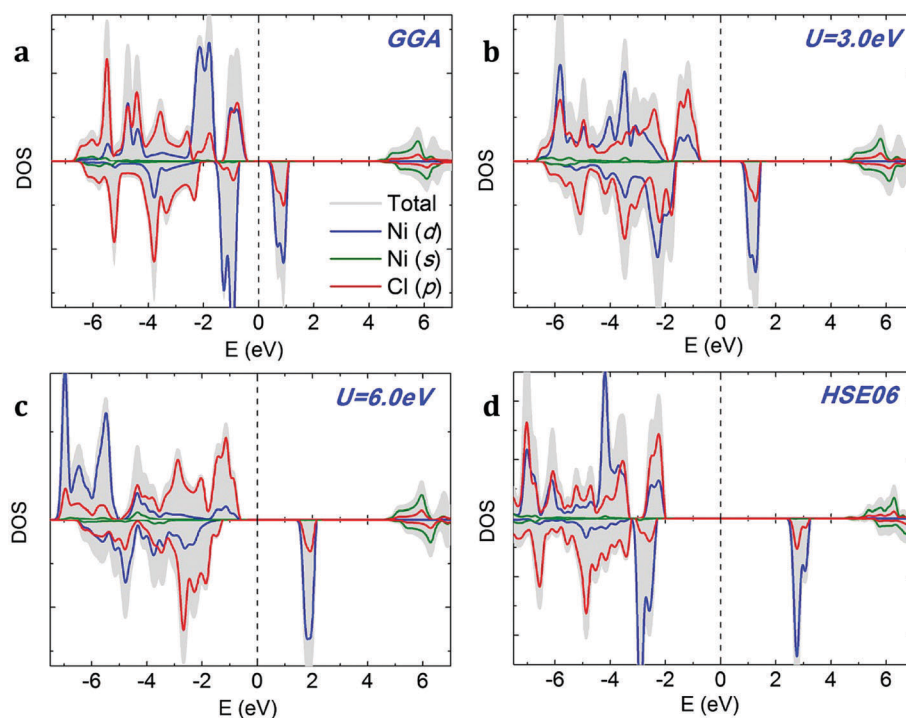 a
GGA
DOS
Total
Ni (d)
Ni (s)
Cl (p)
-6 -4 -2 0 2 4 6
E (eV)
b
U=3.0eV
DOS
-6 -4 -2 0 2 4 6
E (eV)
c
U=6.0eV
DOS
-6 -4 -2 0 2 4 6
E (eV)
d
HSE06
DOS
-6 -4 -2 0 2 4 6
E (eV)